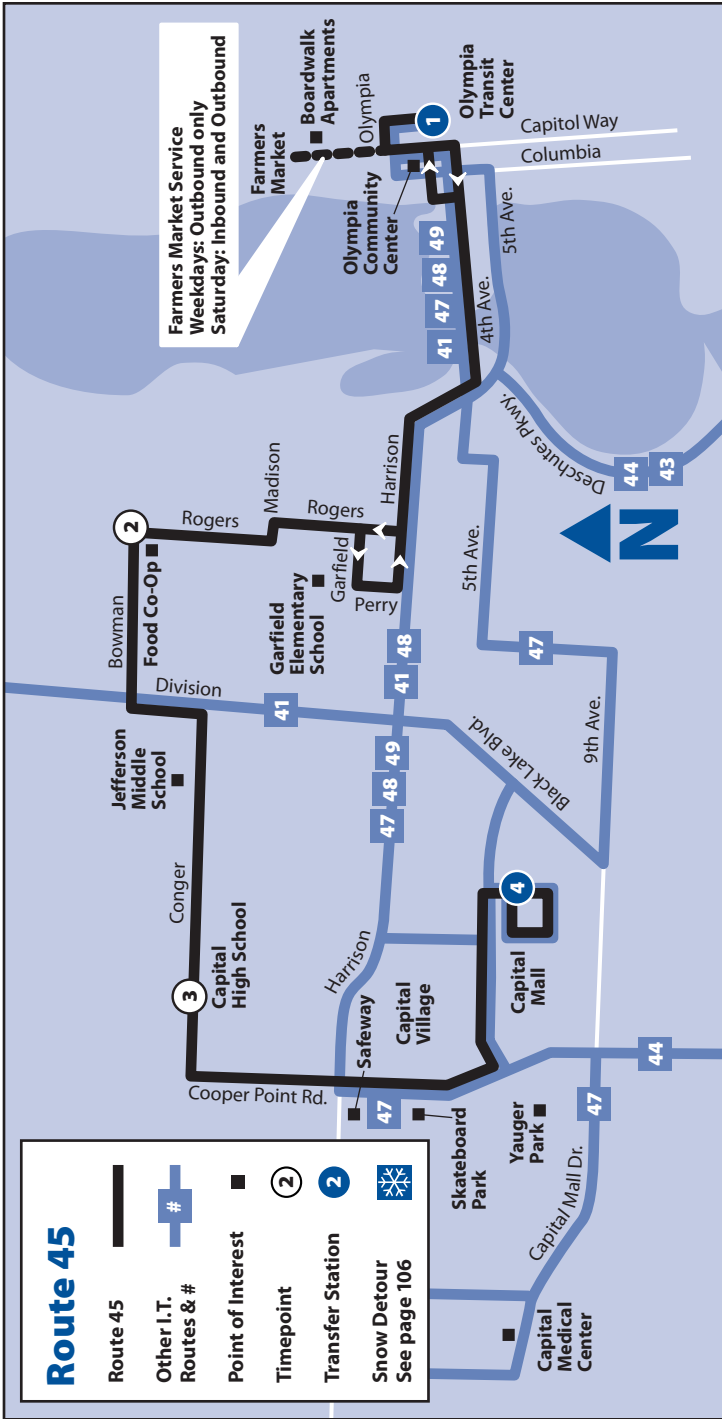 Route 45
Route 45
Other I.T.
Routes & #
#
Point of Interest
Timepoint
2
Transfer Station
2
Snow Detour
See page 106
Farmers Market Service
Weekdays: Outbound only
Saturday: Inbound and Outbound
Farmers
Market
Boardwalk
Apartments
Olympia
1
Olympia
Transit
Center
Olympia
Community
Center
Capitol Way
Columbia
5th Ave.
4th Ave.
41
47
48
49
Deschutes Pkwy.
44
43
N
Harrison
Rogers
Madison
Rogers
Garfield
Perry
Garfield
Elementary
School
2
Food Co-Op
Bowman
Division
41
Jefferson
Middle
School
Conger
3
Capital
High School
Cooper Point Rd.
41
48
47
48
49
Harrison
5th Ave.
47
9th Ave.
Black Lake Blvd.
4
Capital
Mall
Capital
Village
Safeway
47
Skateboard
Park
Yauger
Park
44
47
Capital Mall Dr.
Capital
Medical
Center